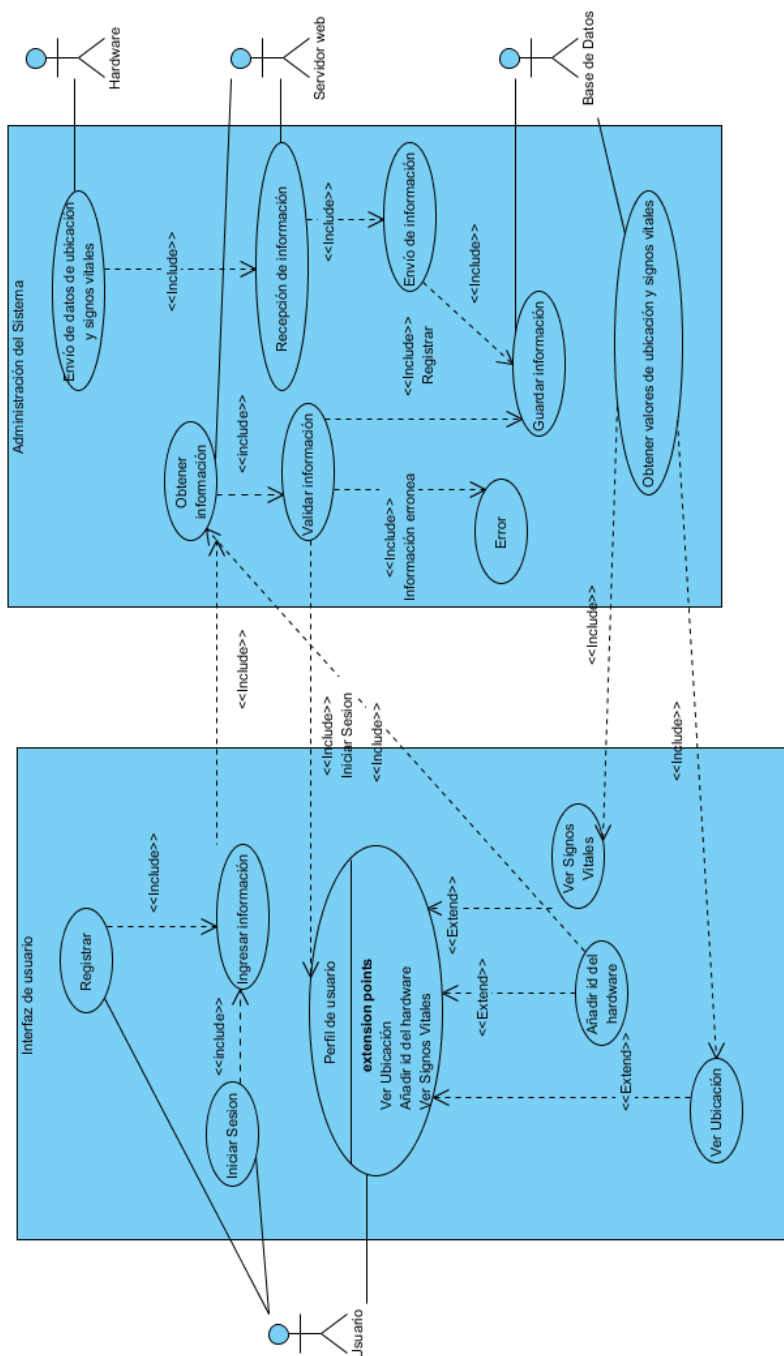 Interfaz de usuario
Registrar
<<Include>>
Iniciar Sesion
<<include>>
Ingresar información
Usuario
Perfil de usuario
extension points
Ver Ubicación
Añadir id del hardware
Ver Signos Vitales
<<Extend>>
<<Extend>>
<<Extend>>
Ver Signos
Vitales
Añadir id del
hardware
Ver Ubicación
<<Include>>
<<Include>>
Iniciar Sesion
<<Include>>
<<Include>>
<<Include>>
Administración del Sistema
Envío de datos de ubicación
y signos vitales
<<Include>>
Obtener
información
<<include>>
Recepción de información
<<Include>>
Validar información
Envío de información
<<Include>>
Información erronea
<<Include>>
Registrar
<<Include>>
Error
Guardar información
Obtener valores de ubicación y signos vitales
Hardware
Servidor web
Base de Datos